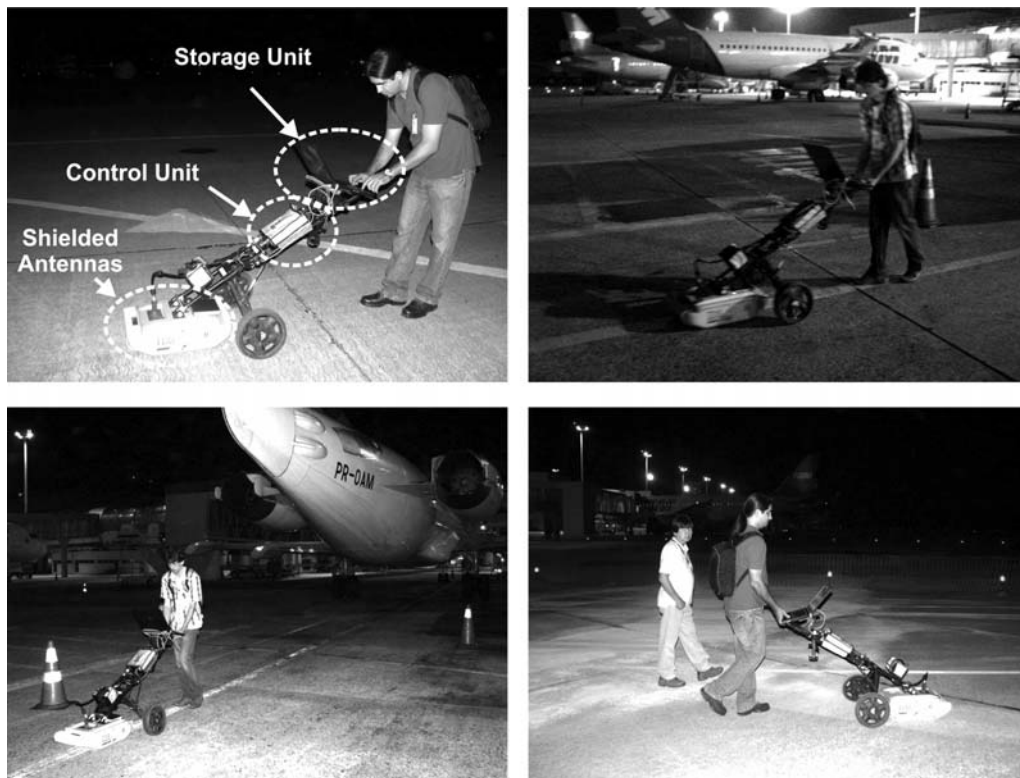 Storage Unit
Control Unit
Shielded
Antennas
PR-OAM